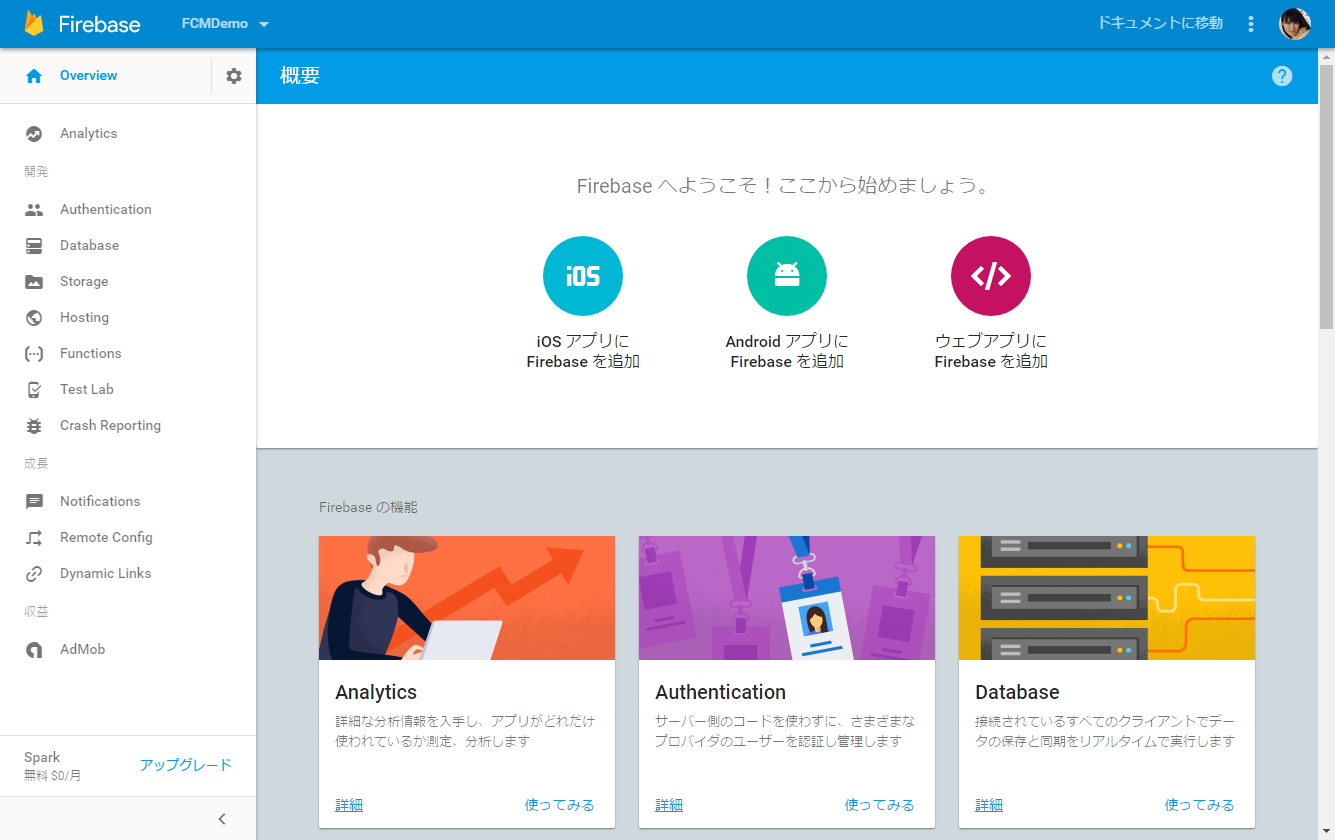 Firebase
FCMDemo
ドキュメントに移動
Overview
概要
Analytics
開発
Authentication
Database
Storage
Hosting
Functions
Test Lab
Crash Reporting
成長
Notifications
Remote Config
Dynamic Links
収益
AdMob
Spark
無料 $0/月
アップグレード
Firebase へようこそ！ここから始めましょう。
iOS
iOS アプリに
Firebase を追加
Android アプリに
Firebase を追加
</>
ウェブアプリに
Firebase を追加
Firebase の機能
Analytics
詳細な分析情報を入手し、アプリがどれだけ
使われているか測定、分析します
詳細
使ってみる
Authentication
サーバー側のコードを使わずに、さまざまな
プロバイダのユーザーを認証し管理します
詳細
使ってみる
Database
接続されているすべてのクライアントでデー
タの保存と同期をリアルタイムで実行します
詳細
使ってみる